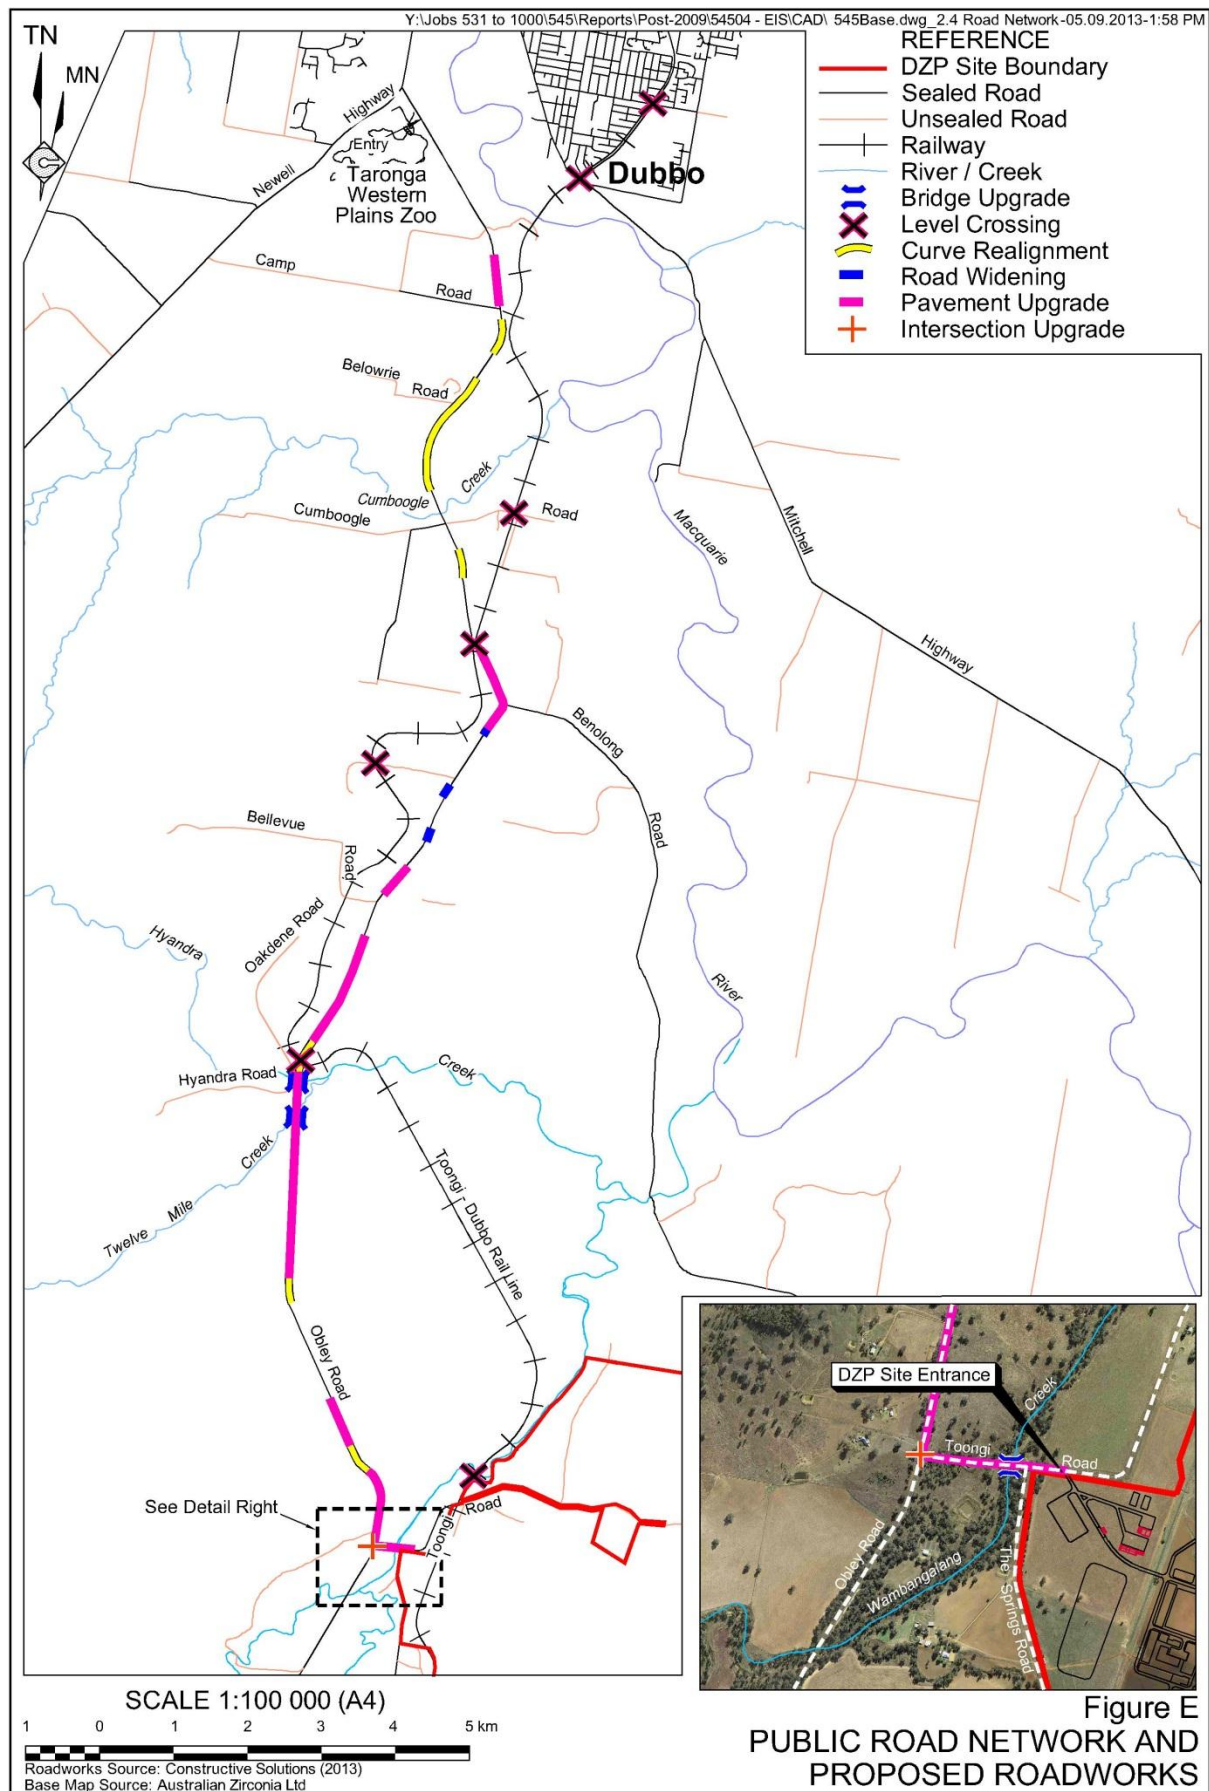 Y:\Jobs 531 to 1000\545\Reports\Post-2009\54504 - EIS\CAD\ 545Base.dwg_2.4 Road Network-05.09.2013-1:58 PM
TN
MN
REFERENCE
DZP Site Boundary
Sealed Road
Unsealed Road
Railway
River / Creek
Bridge Upgrade
Level Crossing
Curve Realignment
Road Widening
Pavement Upgrade
Intersection Upgrade
Newell
Highway
Entry
Taronga
Western
Plains Zoo
Dubbo
Camp
Road
Belowrie
Road
Cumboogle
Creek
Cumboogle
Road
Macquarie
River
Mitchell
Highway
Benolong
Road
Bellevue
Road
Oakdene Road
Hyandra
Creek
Hyandra Road
Twelve Mile
Creek
Toongi - Dubbo Rail Line
Obley Road
See Detail Right
Toongi
Road
DZP Site Entrance
Creek
Toongi
Road
Obley Road
Wambangalang
The Springs Road
SCALE 1:100 000 (A4)
1 0 1 2 3 4 5 km
Roadworks Source: Constructive Solutions (2013)
Base Map Source: Australian Zirconia Ltd
Figure E
PUBLIC ROAD NETWORK AND
PROPOSED ROADWORKS